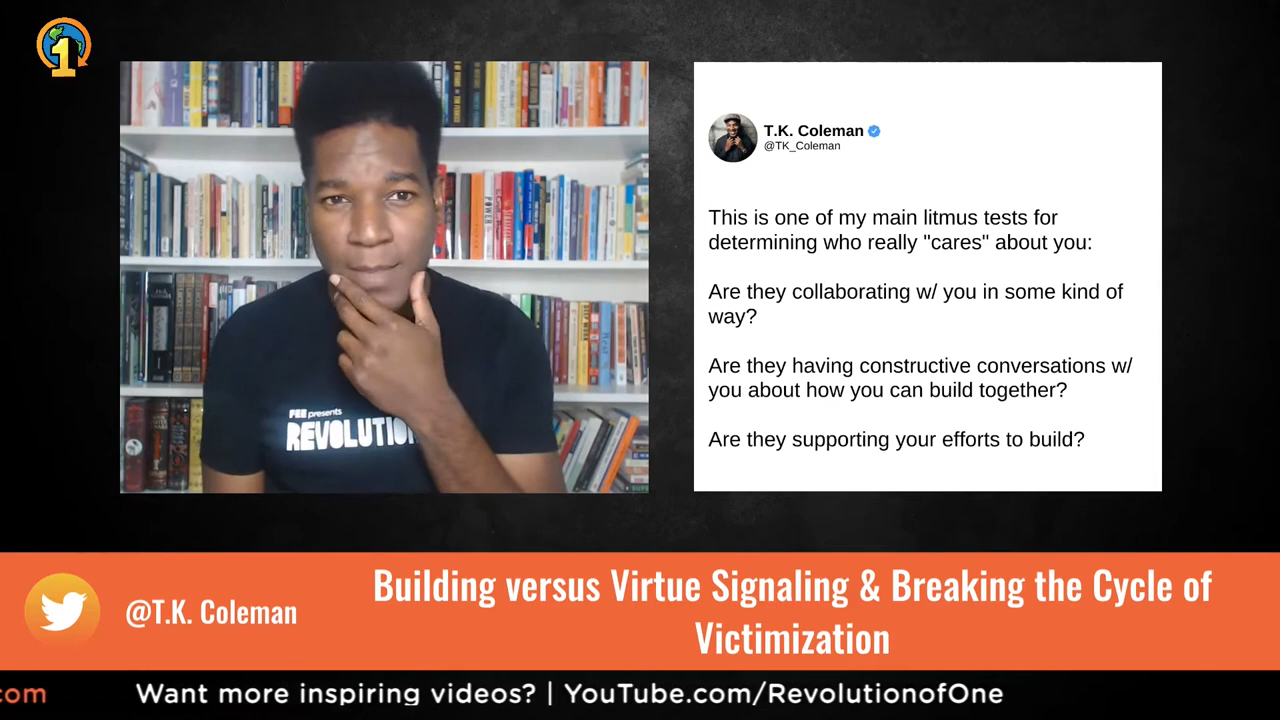 1
FEE presents
REVOLUTION
POWER
T.K. Coleman
@TK_Coleman
This is one of my main litmus tests for
determining who really "cares" about you:
Are they collaborating w/ you in some kind of
way?
Are they having constructive conversations w/
you about how you can build together?
Are they supporting your efforts to build?
@T.K. Coleman
Building versus Virtue Signaling & Breaking the Cycle of
Victimization
com
Want more inspiring videos? | YouTube.com/RevolutionofOne